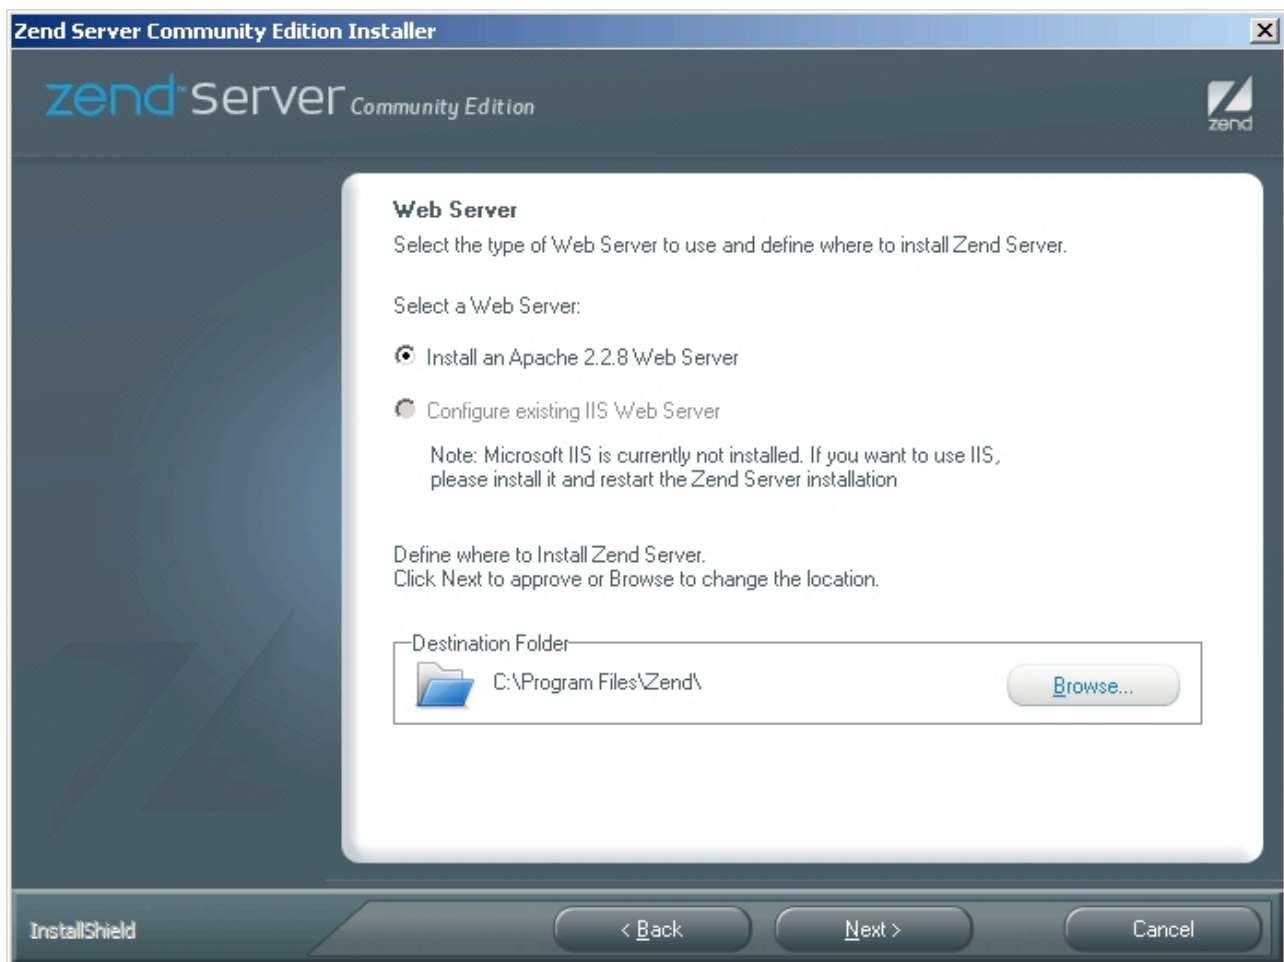 Zend Server Community Edition Installer
zend™ server Community Edition
zend
Web Server
Select the type of Web Server to use and define where to install Zend Server.
Select a Web Server:
Install an Apache 2.2.8 Web Server
Configure existing IIS Web Server
Note: Microsoft IIS is currently not installed. If you want to use IIS,
please install it and restart the Zend Server installation
Define where to Install Zend Server.
Click Next to approve or Browse to change the location.
Destination Folder
C:\Program Files\Zend\
Browse...
InstallShield
< Back
Next >
Cancel